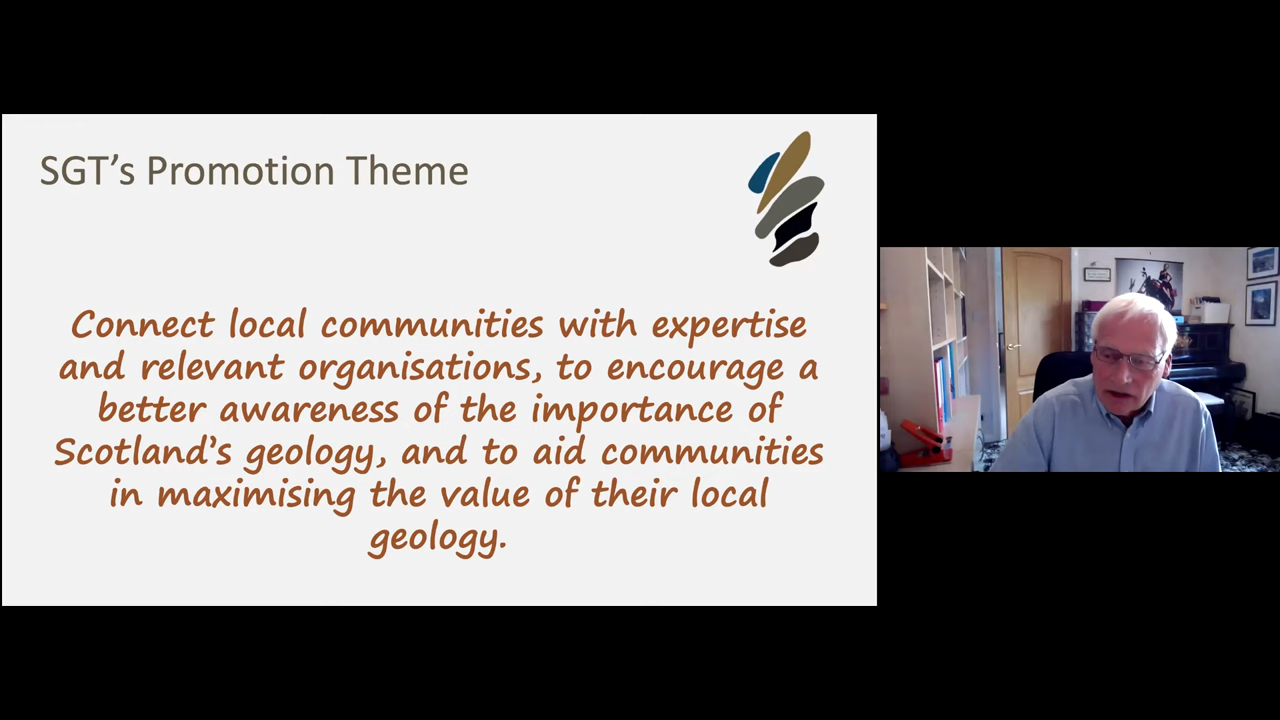 SGT's Promotion Theme
Connect local communities with expertise
and relevant organisations, to encourage a
better awareness of the importance of
Scotland's geology, and to aid communities
in maximising the value of their local
geology.